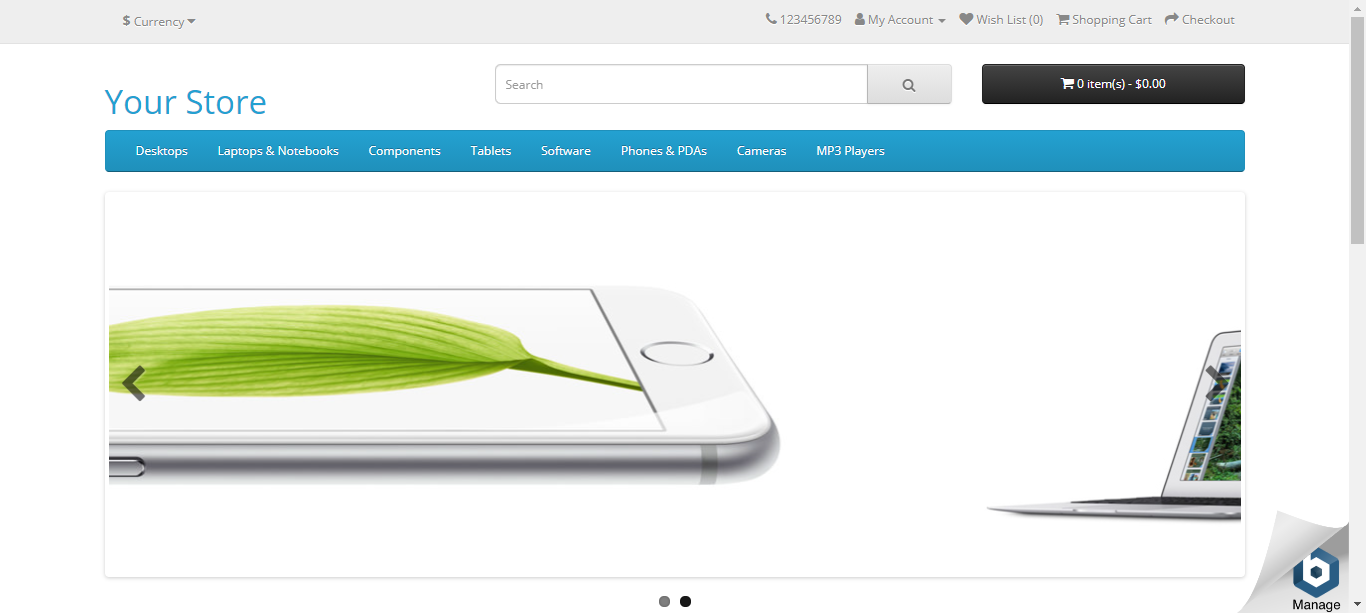 $ Currency
123456789 My Account Wish List (0) Shopping Cart Checkout
Your Store
Search
0 item(s) - $0.00
Desktops Laptops & Notebooks Components Tablets Software Phones & PDAs Cameras MP3 Players
Manage